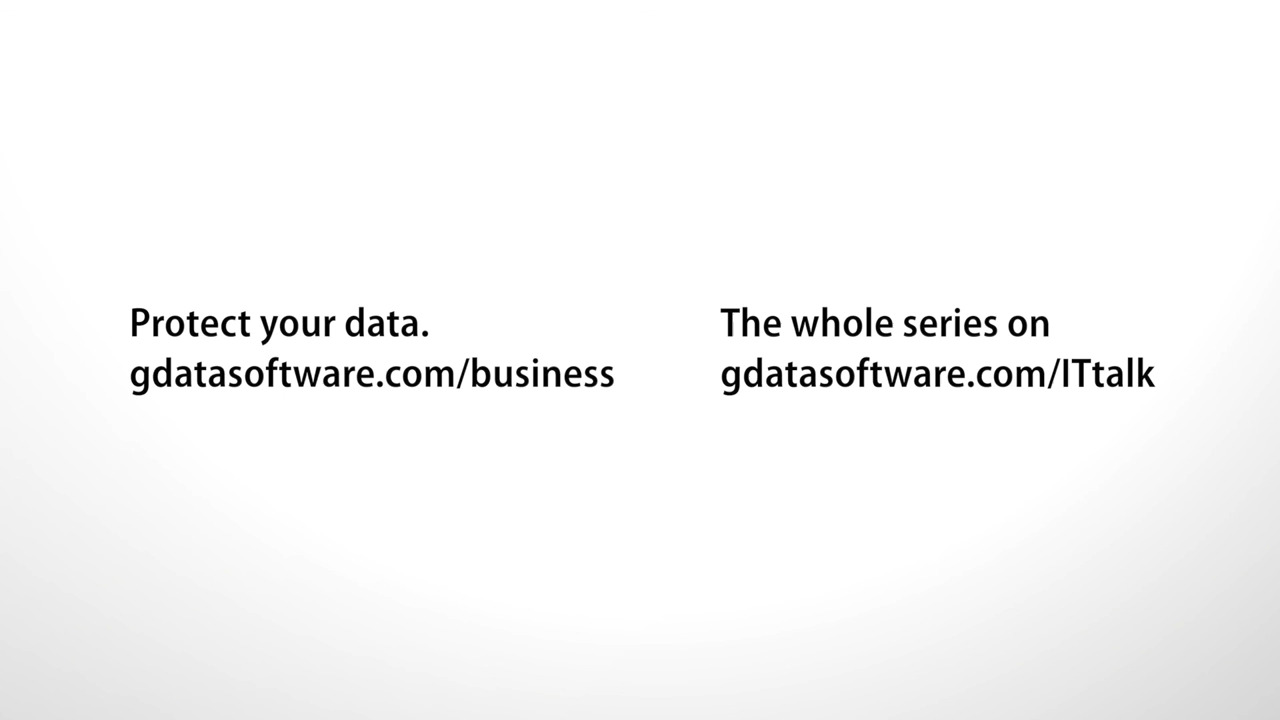 Protect your data.
gdatasoftware.com/business
The whole series on
gdatasoftware.com/ITtalk